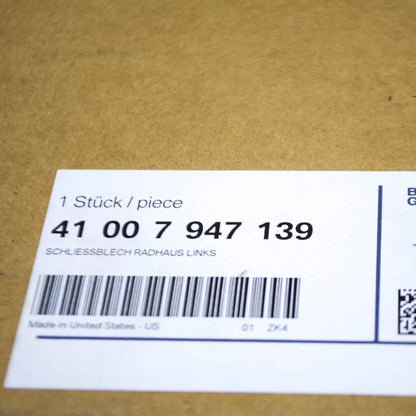 1 Stück / piece
41 00 7 947 139
SCHLIESSBLECH RADHAUS LINKS
Made in United States - US 01 ZK4